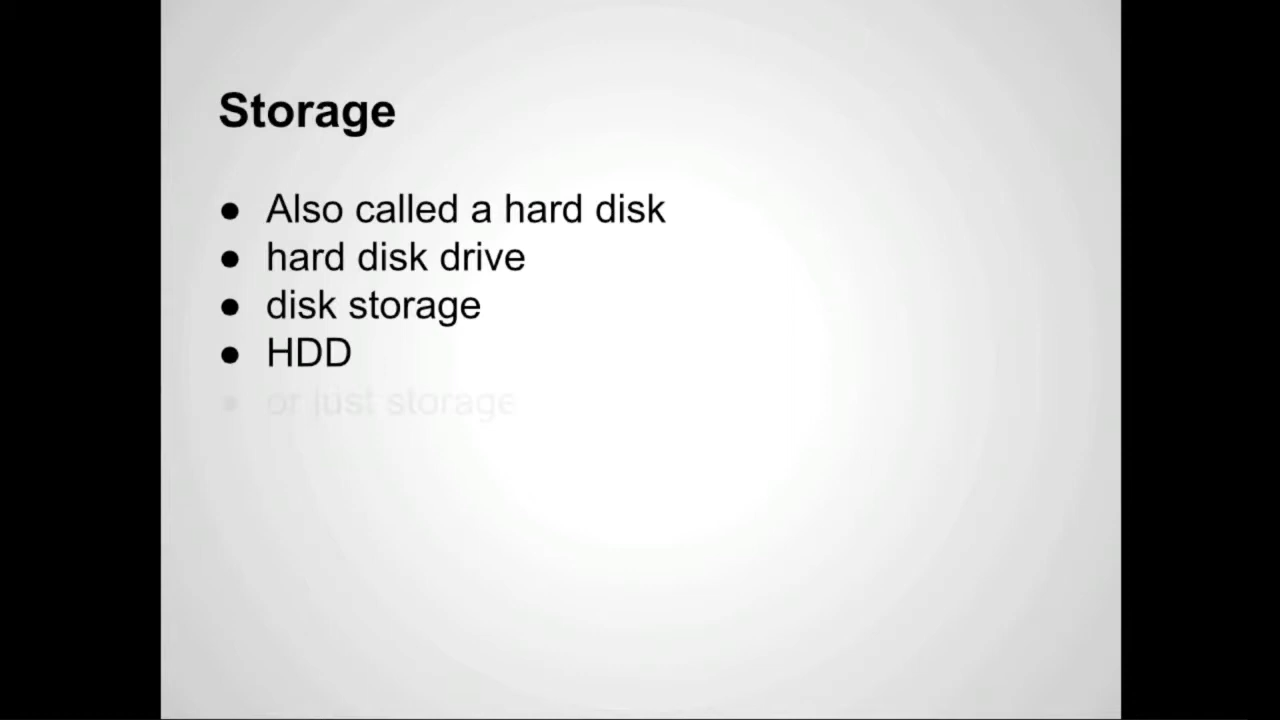 Storage
● Also called a hard disk
● hard disk drive
● disk storage
● HDD
● or just storage